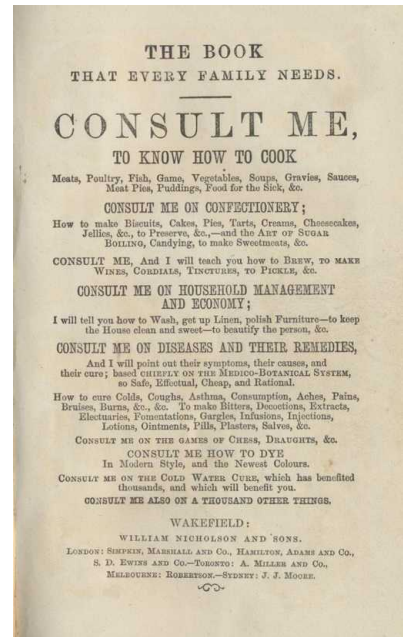 THE BOOK
THAT EVERY FAMILY NEEDS.
CONSULT ME,
TO KNOW HOW TO COOK
Meats, Poultry, Fish, Game, Vegetables, Soups, Gravies, Sauces,
Meat Pies, Puddings, Food for the Sick, &c.
CONSULT ME ON CONFECTIONERY;
How to make Biscuits, Cakes, Pies, Tarts, Creams, Cheesecakes,
Jellies, &c., to Preserve, &c.,—and the ART OF SUGAR
BOILING, Candying, to make Sweetmeats, &c.
CONSULT ME, And I will teach you how to BREW, TO MAKE
WINES, CORDIALS, TINCTURES, TO PICKLE, &c.
CONSULT ME ON HOUSEHOLD MANAGEMENT
AND ECONOMY;
I will tell you how to Wash, get up Linen, polish Furniture—to keep
the House clean and sweet—to beautify the person, &c.
CONSULT ME ON DISEASES AND THEIR REMEDIES,
And I will point out their symptoms, their causes, and
their cure; based CHIEFLY ON THE MEDICO-BOTANICAL SYSTEM,
so Safe, Effectual, Cheap, and Rational.
How to cure Colds, Coughs, Asthma, Consumption, Aches, Pains,
Bruises, Burns, &c., &c. To make Bitters, Decoctions, Extracts,
Electuaries, Fomentations, Gargles, Infusions, Injections,
Lotions, Ointments, Pills, Plasters, Salves, &c.
CONSULT ME ON THE GAMES OF CHESS, DRAUGHTS, &c.
CONSULT ME HOW TO DYE
In Modern Style, and the Newest Colours.
CONSULT ME ON THE COLD WATER CURE, which has benefited
thousands, and which will benefit you.
CONSULT ME ALSO ON A THOUSAND OTHER THINGS.
WAKEFIELD:
WILLIAM NICHOLSON AND SONS.
LONDON: SIMPKIN, MARSHALL AND Co., HAMILTON, ADAMS AND Co.,
S. D. EWINS AND Co.—TORONTO: A. MILLER AND Co.,
MELBOURNE: ROBERTSON.—SYDNEY: J. J. MOORE.